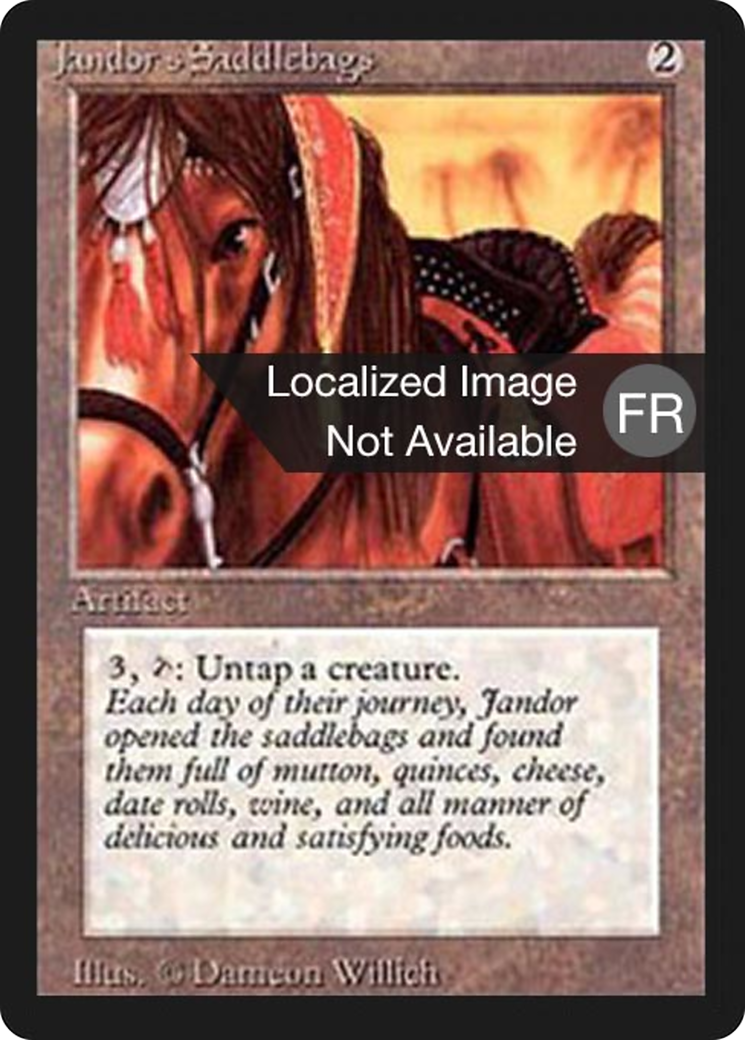 Jandor's Saddlebags
2
Localized Image
Not Available
FR
Artifact
3, T: Untap a creature.
Each day of their journey, Jandor
opened the saddlebags and found
them full of mutton, quinces, cheese,
date rolls, wine, and all manner of
delicious and satisfying foods.
Illus. © Dameon Willich